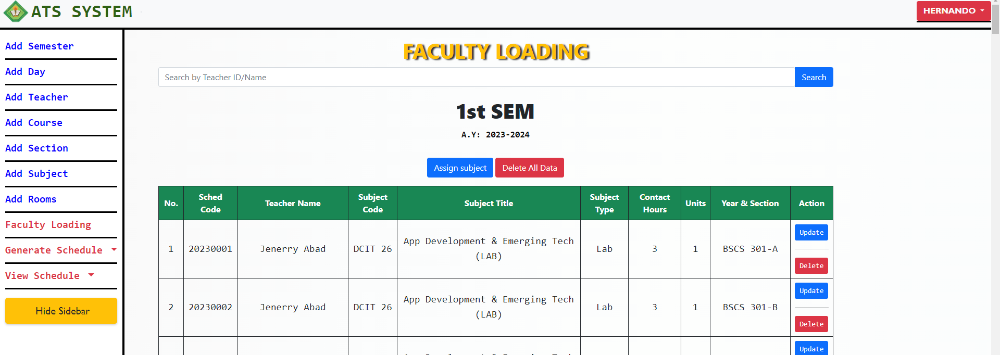 ATS SYSTEM
HERNANDO
Add Semester
Add Day
Add Teacher
Add Course
Add Section
Add Subject
Add Rooms
Faculty Loading
Generate Schedule
View Schedule
Hide Sidebar
FACULTY LOADING
Search by Teacher ID/Name
Search
1st SEM
A.Y: 2023-2024
Assign subject
Delete All Data
No.
Sched
Code
Teacher Name
Subject
Code
Subject Title
Subject
Type
Contact
Hours
Units
Year & Section
Action
1
20230001
Jenerry Abad
DCIT 26
App Development & Emerging Tech
(LAB)
Lab
3
1
BSCS 301-A
Update
Delete
2
20230002
Jenerry Abad
DCIT 26
App Development & Emerging Tech
(LAB)
Lab
3
1
BSCS 301-B
Update
Delete
Update